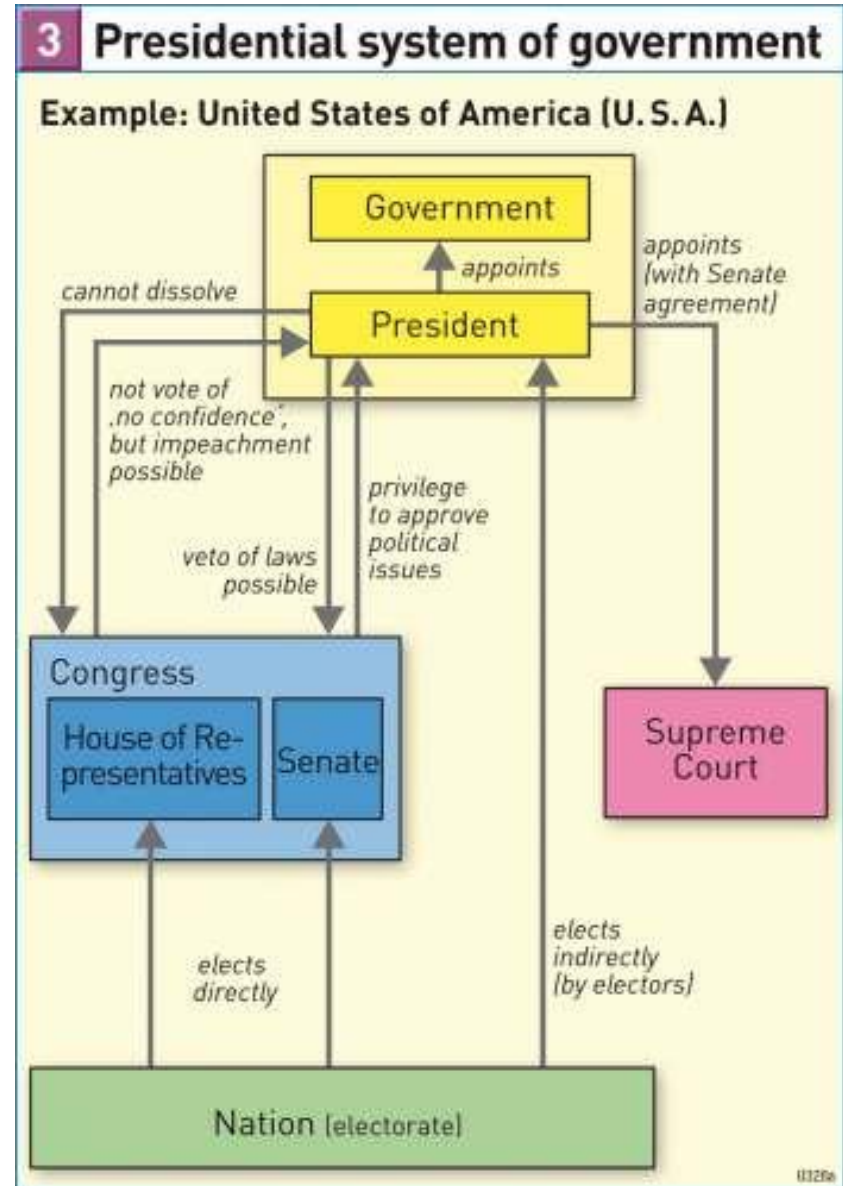 3 Presidential system of government
Example: United States of America (U.S.A.)
Government
appoints
President
appoints
(with Senate
agreement)
cannot dissolve
not vote of
‚no confidence‘,
but impeachment
possible
privilege
to approve
political
issues
veto of laws
possible
Congress
House of Re-
presentatives
Senate
Supreme
Court
elects
directly
elects
indirectly
(by electors)
Nation (electorate)